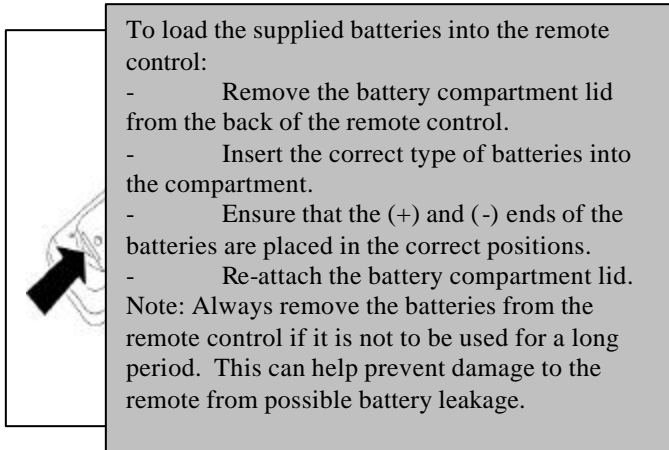 To load the supplied batteries into the remote
control:
- Remove the battery compartment lid
from the back of the remote control.
- Insert the correct type of batteries into
the compartment.
- Ensure that the (+) and (-) ends of the
batteries are placed in the correct positions.
- Re-attach the battery compartment lid.
Note: Always remove the batteries from the
remote control if it is not to be used for a long
period. This can help prevent damage to the
remote from possible battery leakage.